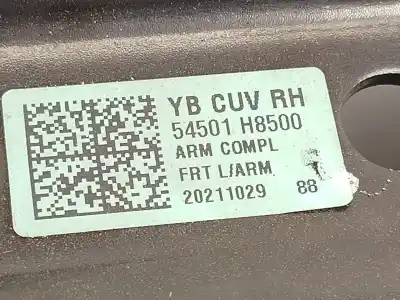 YB CUV RH
54501 H8500
ARM COMPL
FRT L/ARM
20211029 88